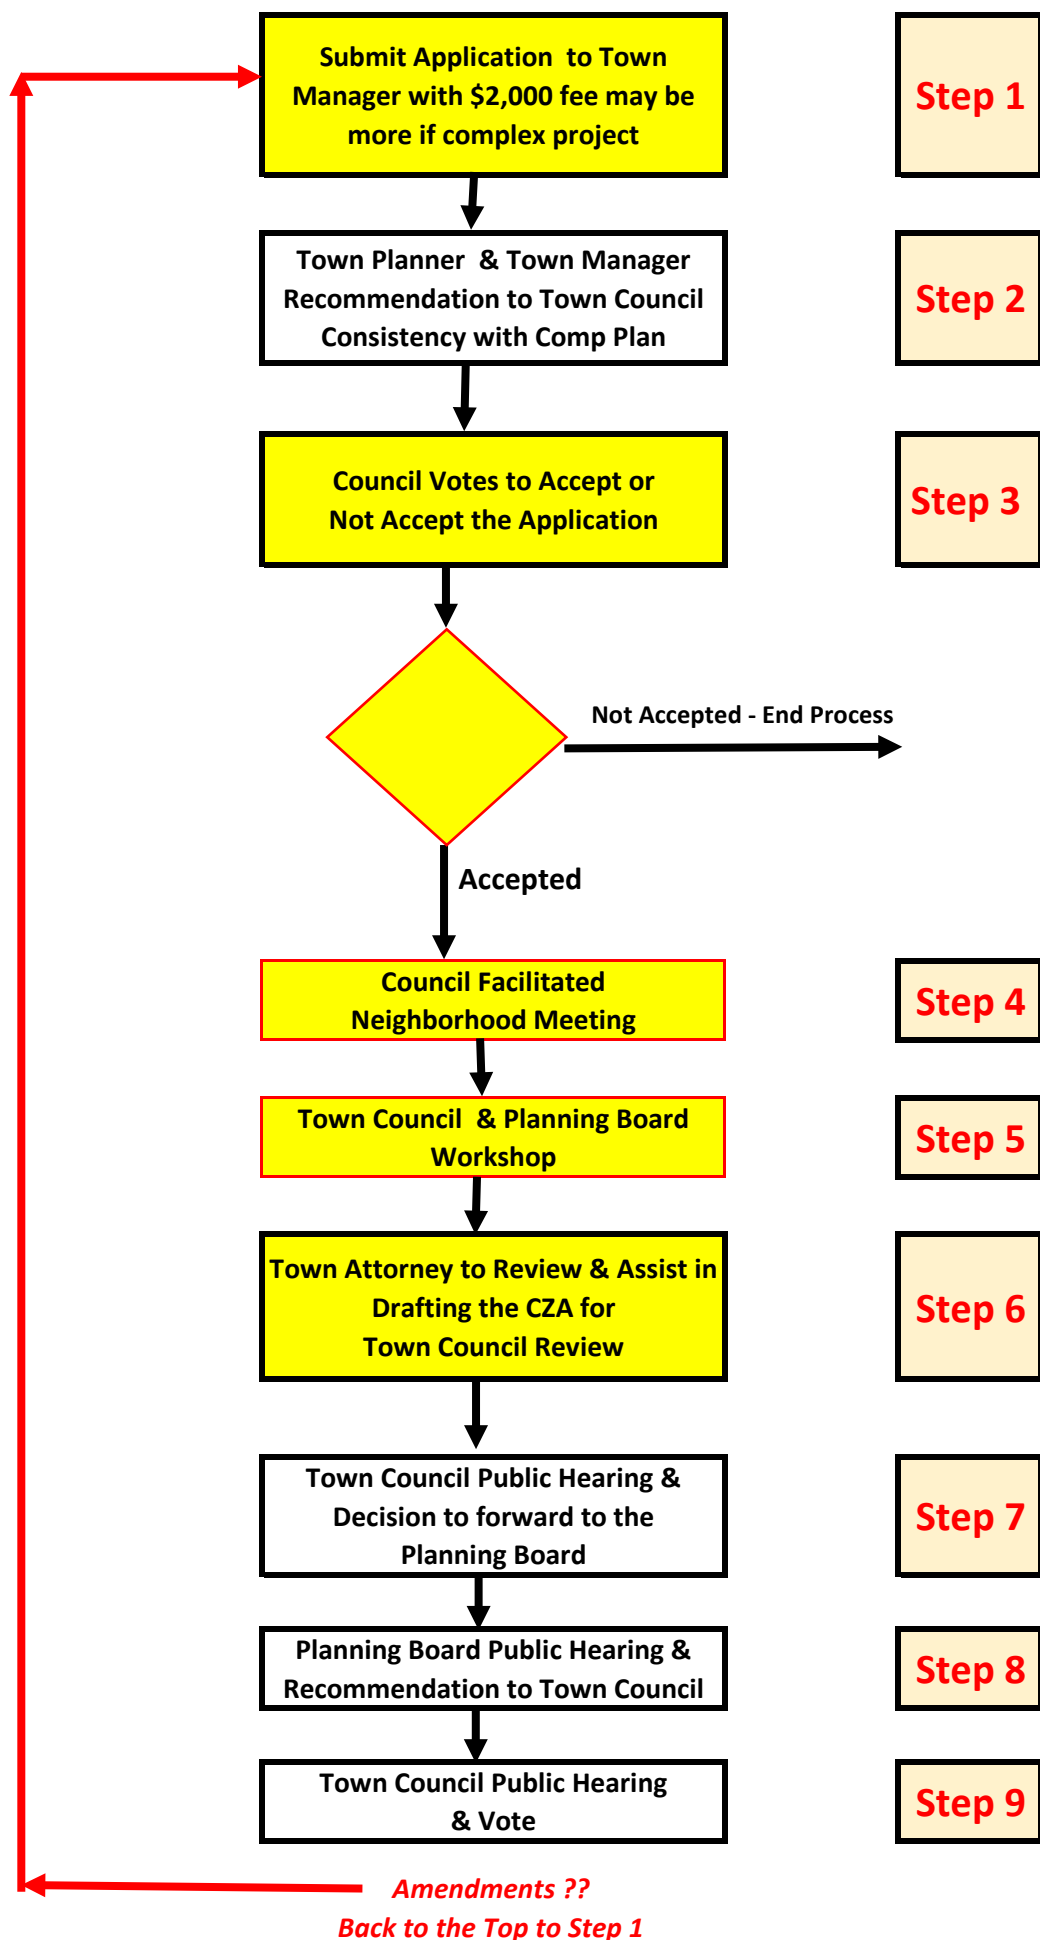 Submit Application to Town
Manager with $2,000 fee may be
more if complex project
Step 1
Town Planner & Town Manager
Recommendation to Town Council
Consistency with Comp Plan
Step 2
Council Votes to Accept or
Not Accept the Application
Step 3
Not Accepted - End Process
Accepted
Council Facilitated
Neighborhood Meeting
Step 4
Town Council & Planning Board
Workshop
Step 5
Town Attorney to Review & Assist in
Drafting the CZA for
Town Council Review
Step 6
Town Council Public Hearing &
Decision to forward to the
Planning Board
Step 7
Planning Board Public Hearing &
Recommendation to Town Council
Step 8
Town Council Public Hearing
& Vote
Step 9
Amendments ??
Back to the Top to Step 1